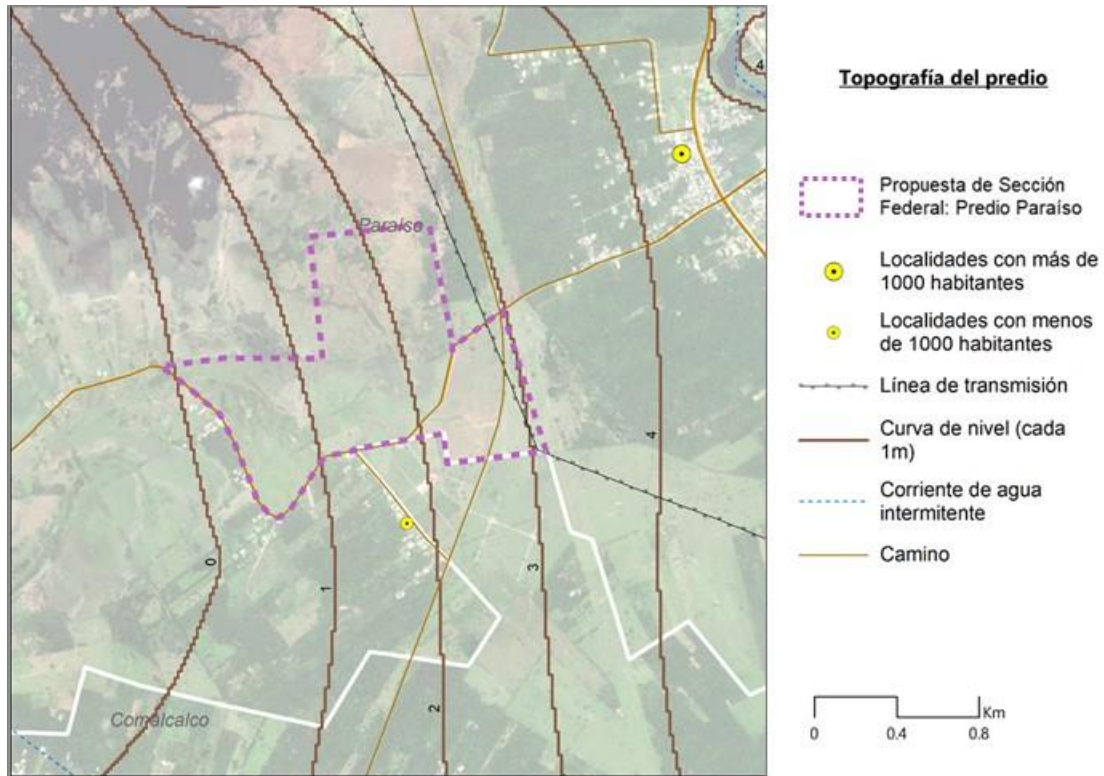 Paraíso
4
4
0
1
3
2
Comalcalco
Topografía del predio
Propuesta de Sección
Federal: Predio Paraíso
Localidades con más de
1000 habitantes
Localidades con menos
de 1000 habitantes
Línea de transmisión
Curva de nivel (cada
1m)
Corriente de agua
intermitente
Camino
Km
0 0.4 0.8